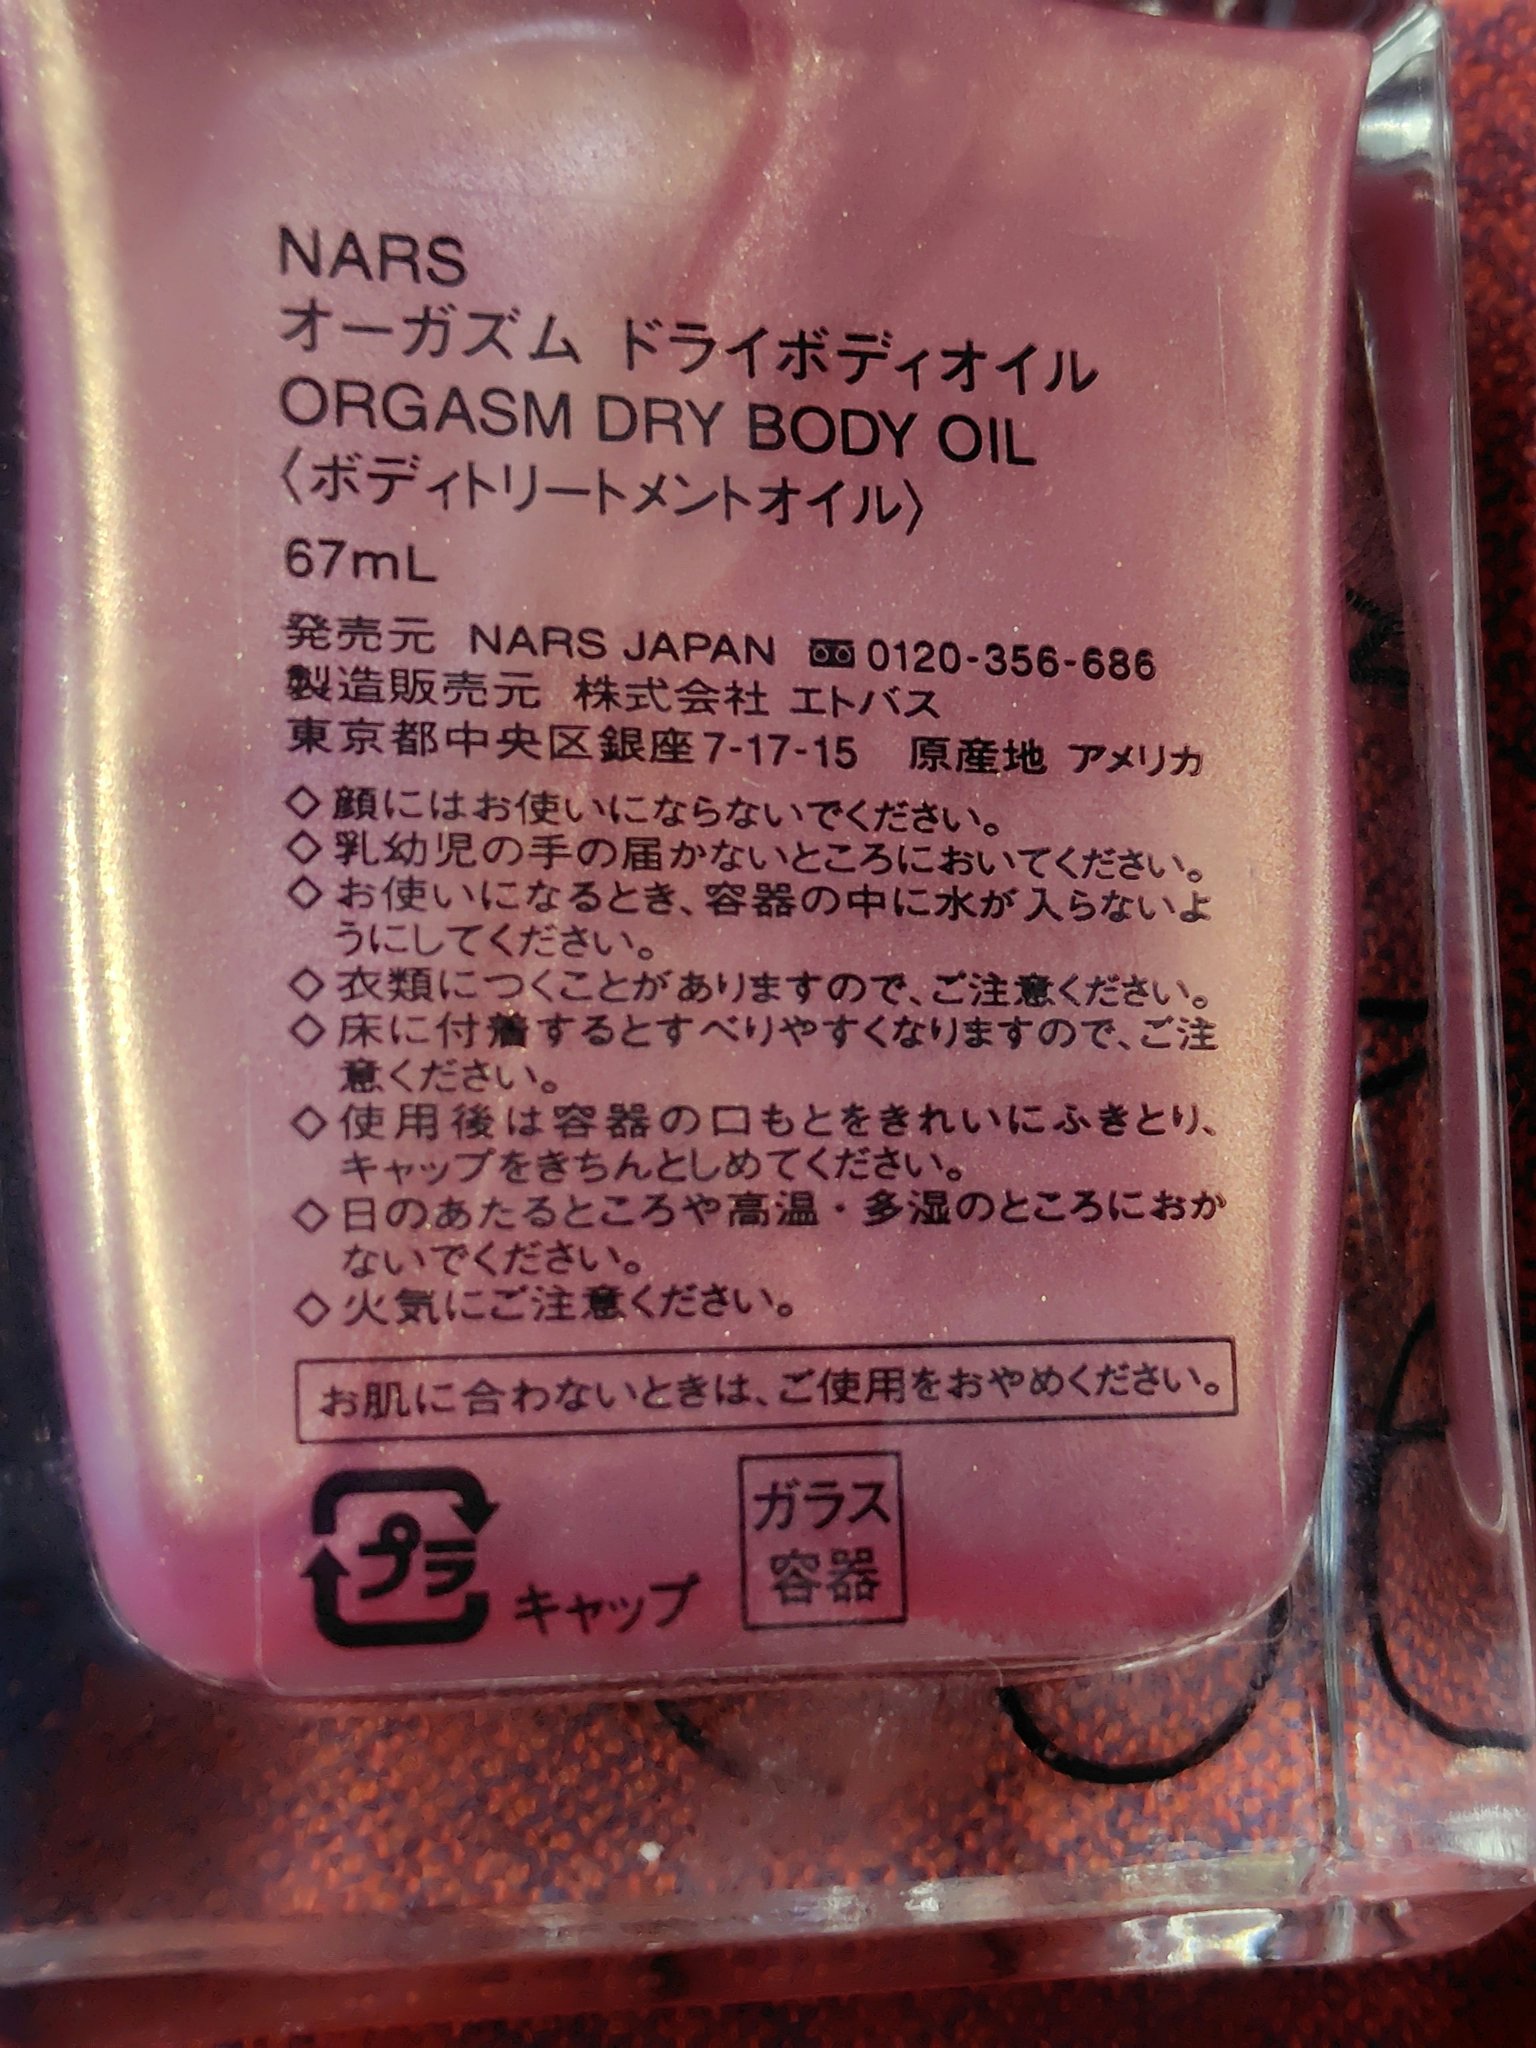 NARS
オーガズム ドライボディオイル
ORGASM DRY BODY OIL
〈ボディトリートメントオイル〉
67mL
発売元 NARS JAPAN 0120-356-686
製造販売元 株式会社 エトバス
東京都中央区銀座7-17-15 原産地 アメリカ
◇顔にはお使いにならないでください。
◇乳幼児の手の届かないところにおいてください。
◇お使いになるとき、容器の中に水が入らないよ
うにしてください。
◇衣類につくことがありますので、ご注意ください。
◇床に付着するとすべりやすくなりますので、ご注
意ください。
◇使用後は容器の口もとをきれいにふきとり、
キャップをきちんとしめてください。
◇日のあたるところや高温・多湿のところにおか
ないでください。
◇火気にご注意ください。
お肌に合わないときは、ご使用をおやめください。
プラ キャップ
ガラス
容器